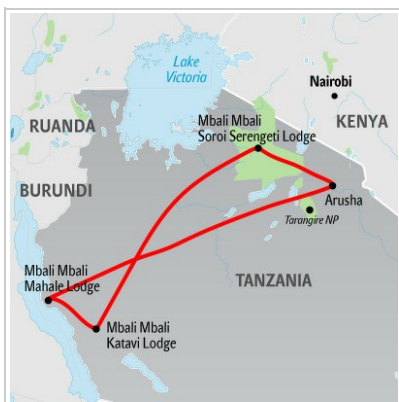 Lake
Victoria
Nairobi
KENYA
Mbali Mbali
Soroi Serengeti Lodge
RUANDA
BURUNDI
Arusha
Tarangire NP
Mbali Mbali
Mahale Lodge
TANZANIA
Mbali Mbali
Katavi Lodge